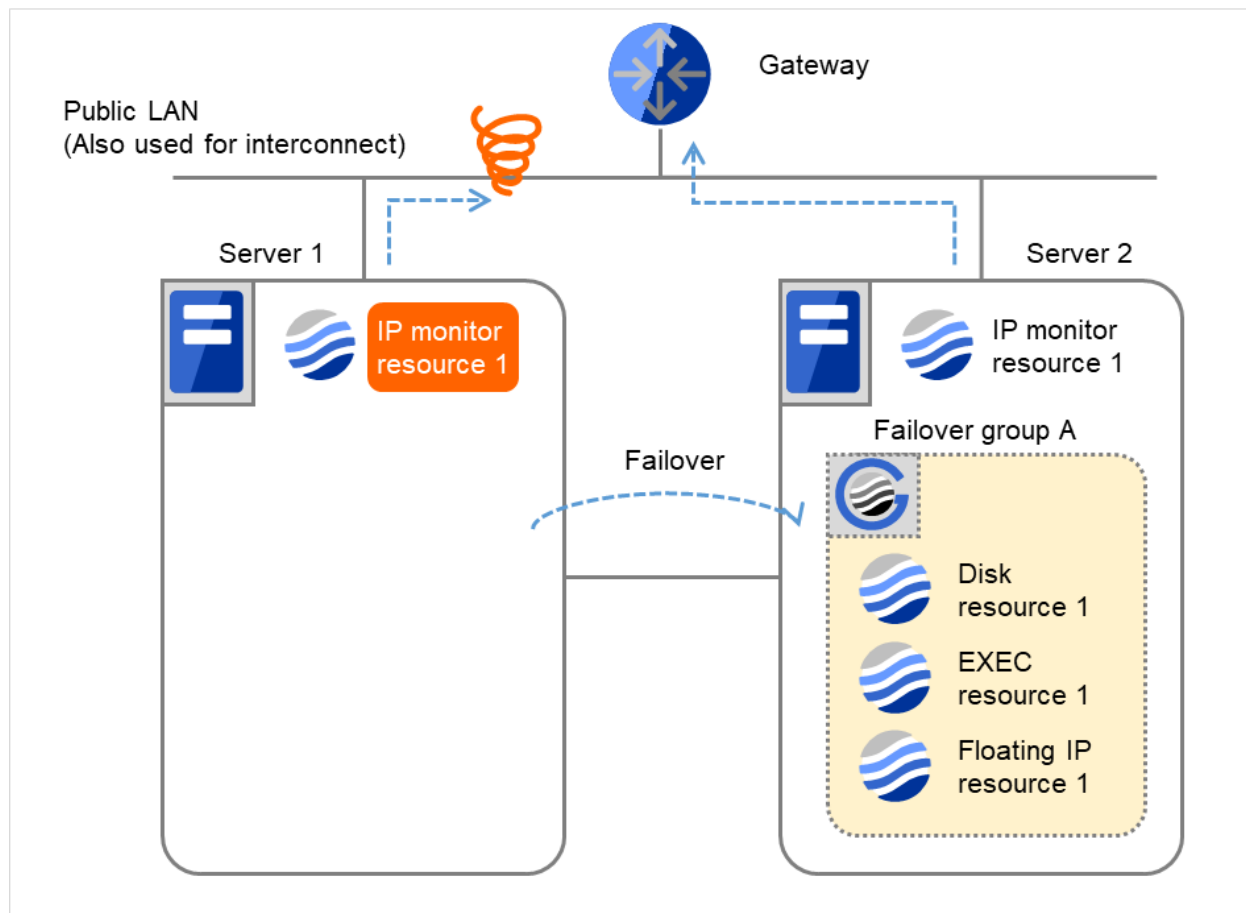 Gateway
Public LAN
(Also used for interconnect)
Server 1
Server 2
IP monitor
resource 1
IP monitor
resource 1
Failover group A
Failover
Disk
resource 1
EXEC
resource 1
Floating IP
resource 1